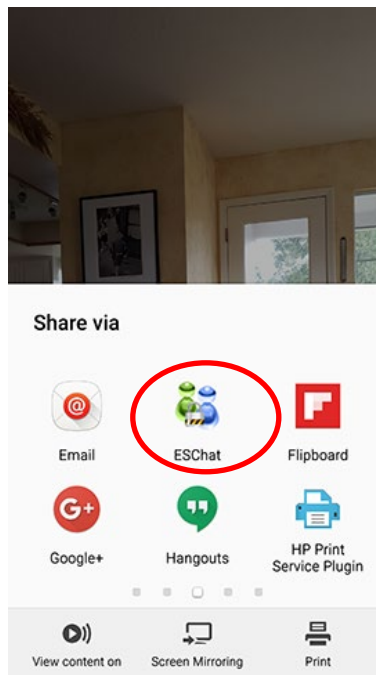 Share via
Email
ESChat
Flipboard
Google+
Hangouts
HP Print
Service Plugin
View content on
Screen Mirroring
Print